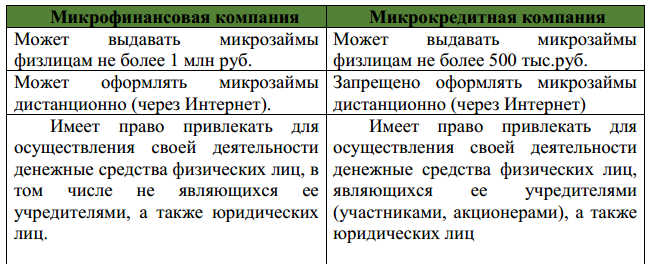 Микрофинансовая компания
Микрокредитная компания
Может выдавать микрозаймы
физлицам не более 1 млн руб.
Может выдавать микрозаймы
физлицам не более 500 тыс.руб.
Может оформлять микрозаймы
дистанционно (через Интернет).
Запрещено оформлять микрозаймы
дистанционно (через Интернет)
Имеет право привлекать для
осуществления своей деятельности
денежные средства физических лиц, в
том числе не являющихся ее
учредителями, а также юридических
лиц.
Имеет право привлекать для
осуществления своей деятельности
денежные средства физических лиц,
являющихся ее учредителями
(участниками, акционерами), а также
юридических лиц